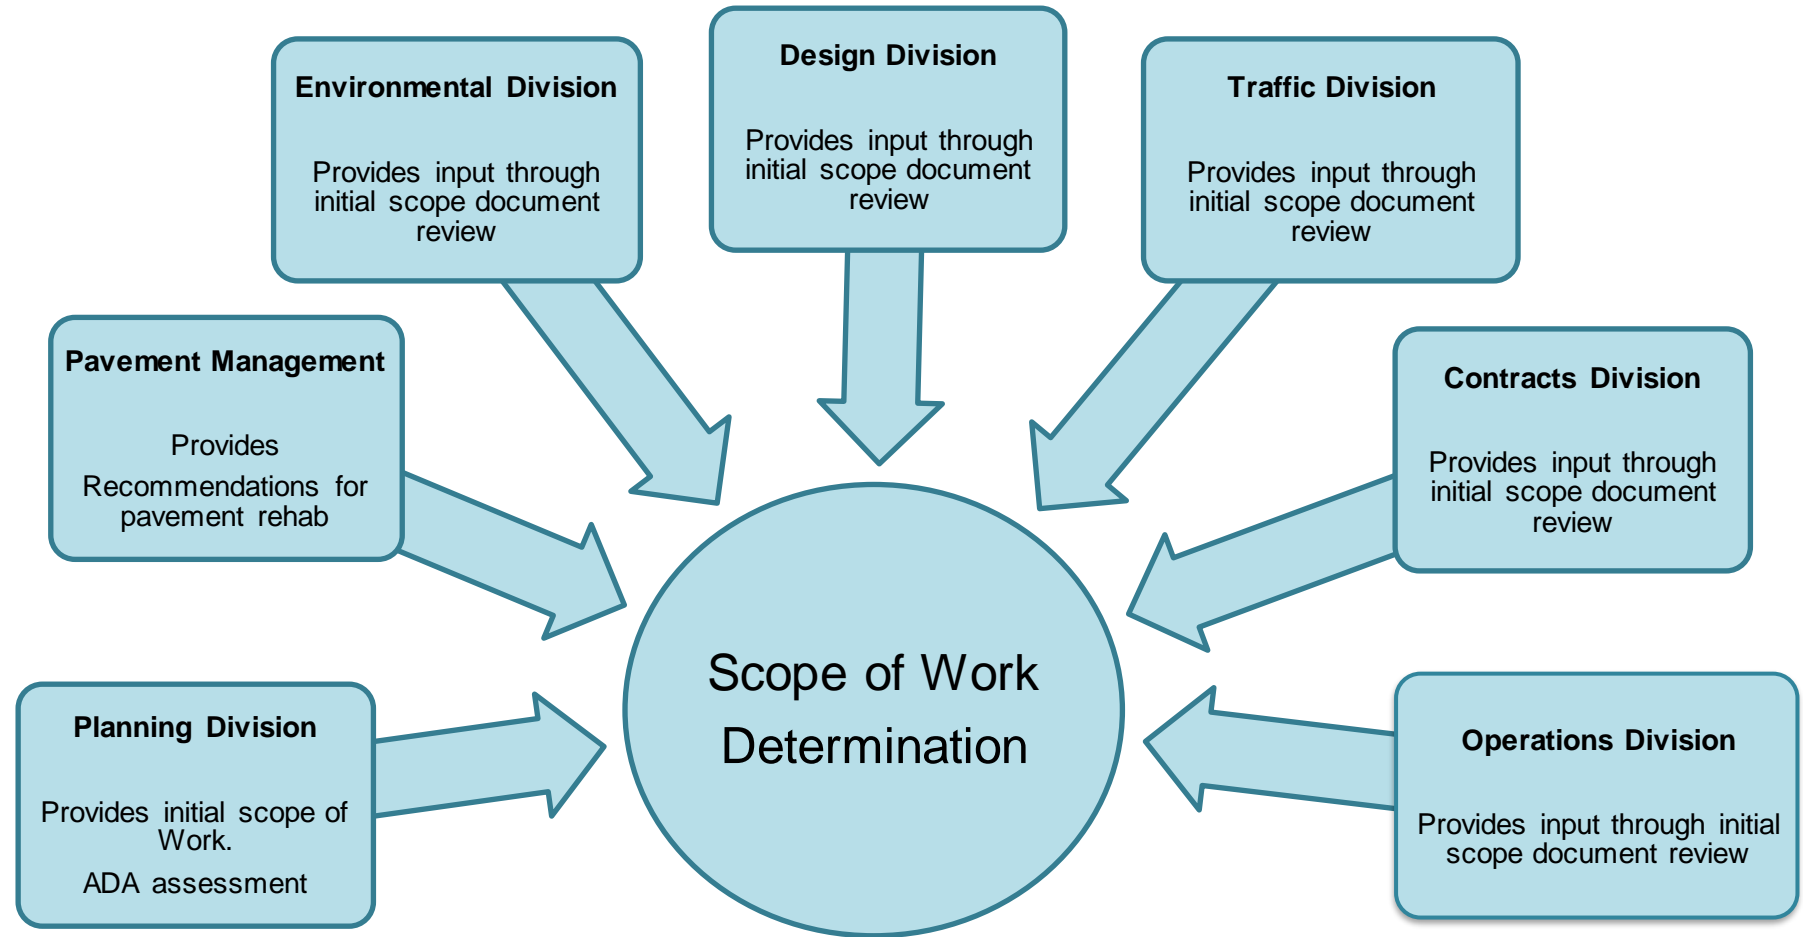 Design Division
Provides input through
initial scope document
review
Environmental Division
Provides input through
initial scope document
review
Traffic Division
Provides input through
initial scope document
review
Pavement Management
Provides
Recommendations for
pavement rehab
Contracts Division
Provides input through
initial scope document
review
Planning Division
Provides initial scope of
Work.
ADA assessment
Scope of Work
Determination
Operations Division
Provides input through initial
scope document review